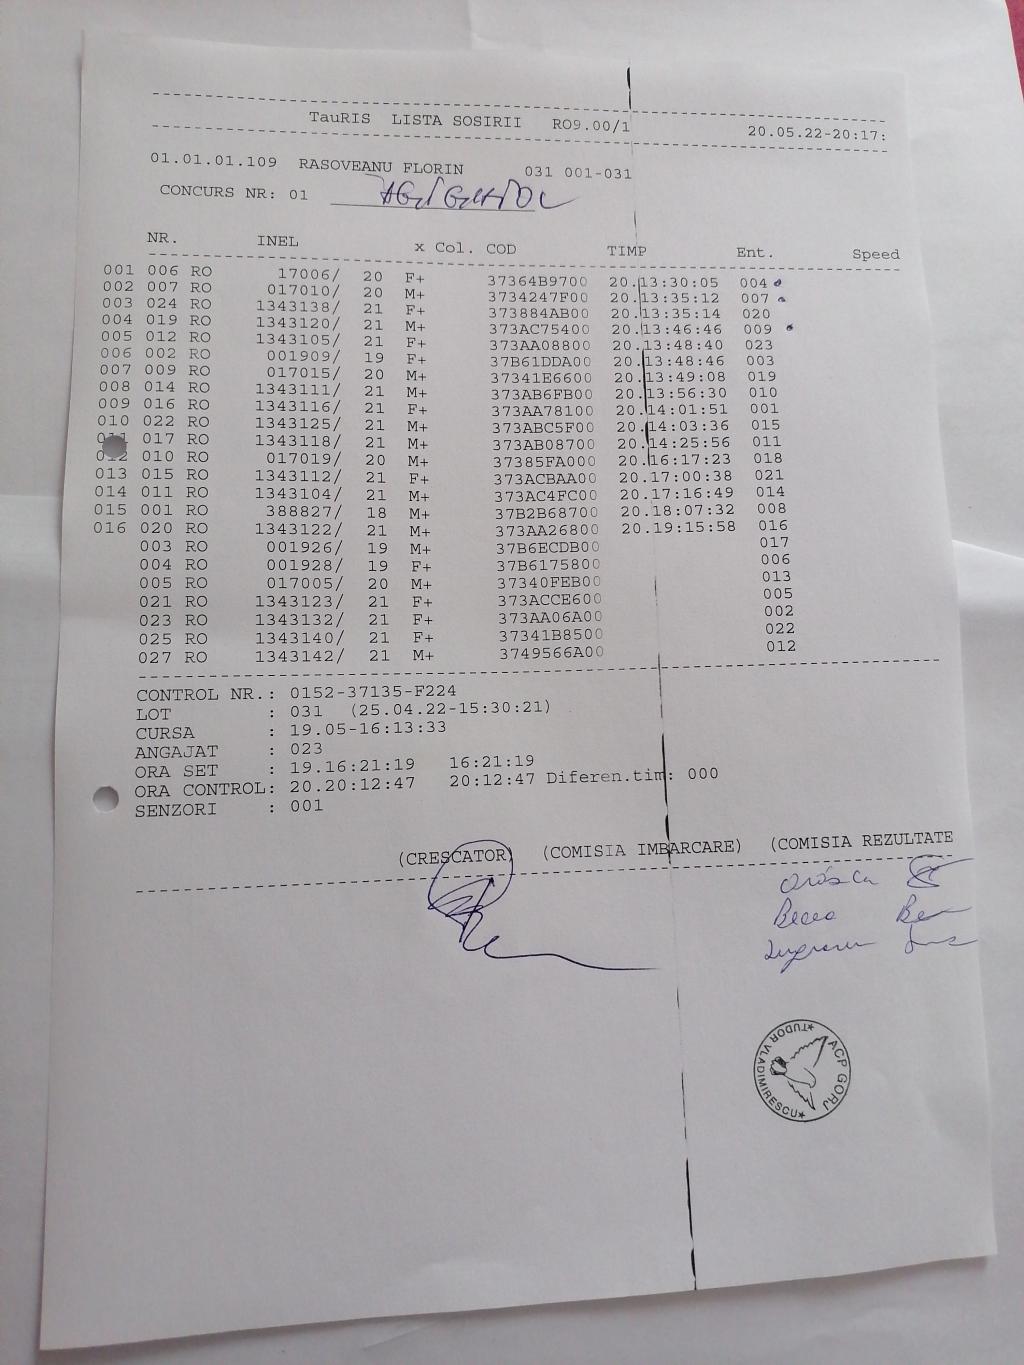 TauRIS LISTA SOSIRII RO9.00/1 20.05.22-20:17:
01.01.01.109 RASOVEANU FLORIN 031 001-031
CONCURS NR: 01
NR. INEL x Col. COD TIMP Ent. Speed
001 006 RO 17006/ 20 F+ 37364B9700 20.13:30:05 004
002 007 RO 017010/ 20 M+ 3734247F00 20.13:35:12 007
003 024 RO 1343138/ 21 F+ 373884AB00 20.13:35:14 020
004 019 RO 1343120/ 21 M+ 373AC75400 20.13:46:46 009
005 012 RO 1343105/ 21 F+ 373AA08800 20.13:48:40 023
006 002 RO 001909/ 19 F+ 37B61DDA00 20.13:48:46 003
007 009 RO 017015/ 20 M+ 37341E6600 20.13:49:08 019
008 014 RO 1343111/ 21 M+ 373AB6FB00 20.13:56:30 010
009 016 RO 1343116/ 21 F+ 373AA78100 20.14:01:51 001
010 022 RO 1343125/ 21 M+ 373ABC5F00 20.14:03:36 015
011 017 RO 1343118/ 21 M+ 373AB08700 20.14:25:56 011
012 010 RO 017019/ 20 M+ 37385FA000 20.16:17:23 018
013 015 RO 1343112/ 21 F+ 373ACBAA00 20.17:00:38 021
014 011 RO 1343104/ 21 M+ 373AC4FC00 20.17:16:49 014
015 001 RO 388827/ 18 M+ 37B2B68700 20.18:07:32 008
016 020 RO 1343122/ 21 M+ 373AA26800 20.19:15:58 016
003 RO 001926/ 19 M+ 37B6ECDB00 017
004 RO 001928/ 19 F+ 37B6175800 006
005 RO 017005/ 20 M+ 37340FEB00 013
021 RO 1343123/ 21 F+ 373ACCE600 005
023 RO 1343132/ 21 F+ 373AA06A00 002
025 RO 1343140/ 21 F+ 37341B8500 022
027 RO 1343142/ 21 M+ 3749566A00 012
CONTROL NR.: 0152-37135-F224
LOT : 031 (25.04.22-15:30:21)
CURSA : 19.05-16:13:33
ANGAJAT : 023
ORA SET : 19.16:21:19 16:21:19
ORA CONTROL: 20.20:12:47 20:12:47 Diferen.tim: 000
SENZORI : 001
(CRESCATOR) (COMISIA IMBARCARE) (COMISIA REZULTATE
ACP GORJ *TUDOR VLADIMIRESCU*